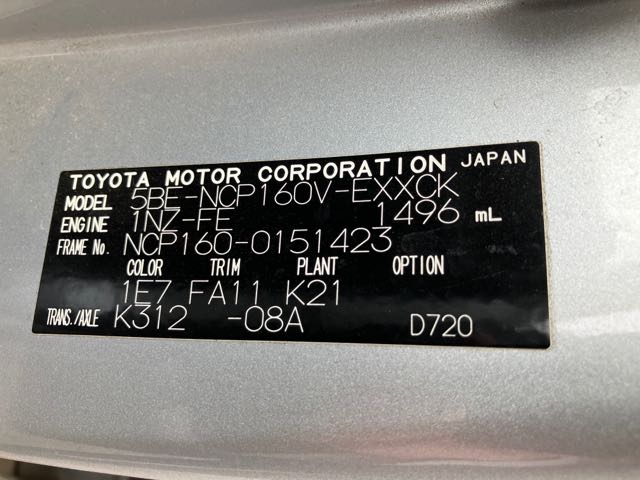 TOYOTA MOTOR CORPORATION JAPAN
MODEL 5BE-NCP160V-EXXCK
ENGINE 1NZ-FE 1496 mL
FRAME No. NCP160-0151423
COLOR TRIM PLANT OPTION
1E7 FA11 K21
TRANS./AXLE K312 -08A D720